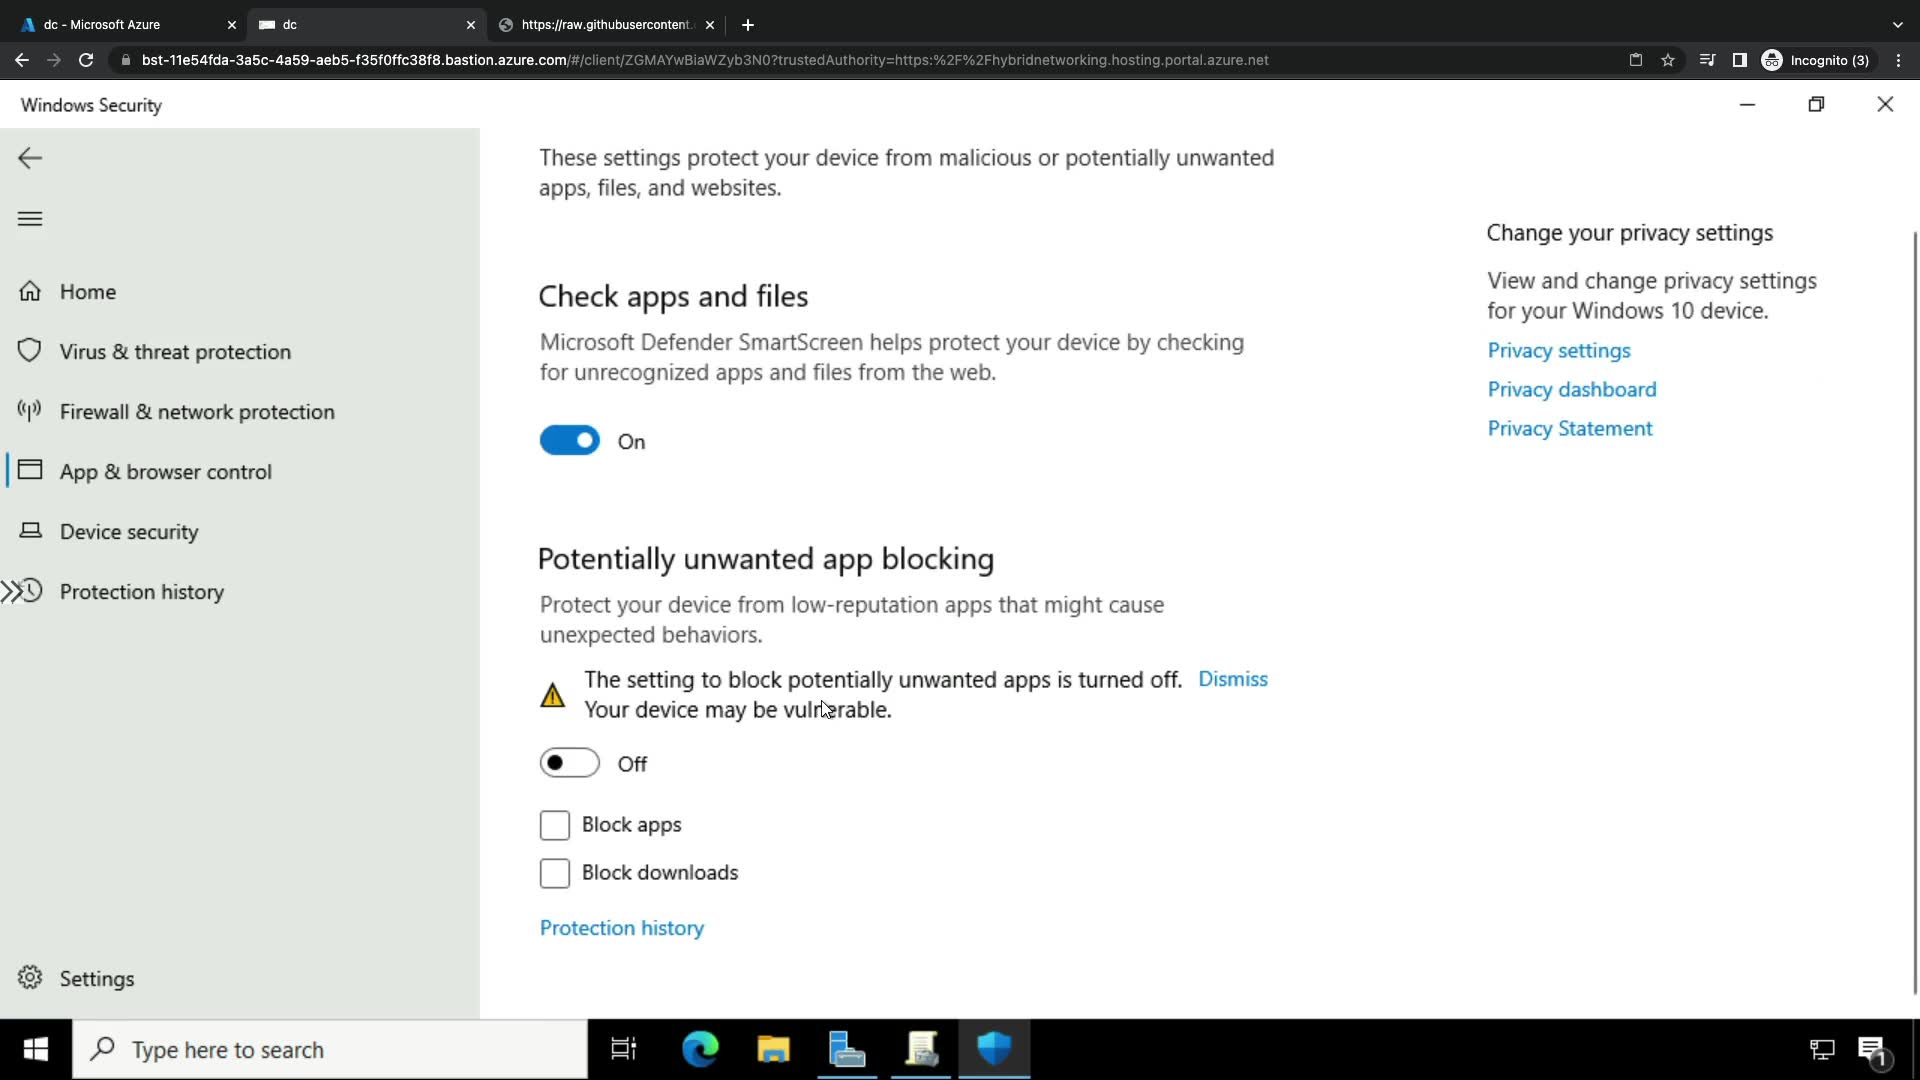 dc - Microsoft Azure
dc
https://raw.githubusercontent.
bst-11e54fda-3a5c-4a59-aeb5-f35f0ffc38f8.bastion.azure.com/#/client/ZGMAYwBiaWZyb3N0?trustedAuthority=https:%2F%2Fhybridnetworking.hosting.portal.azure.net
Incognito (3)
Windows Security
Home
Virus & threat protection
Firewall & network protection
App & browser control
Device security
Protection history
Settings
These settings protect your device from malicious or potentially unwanted
apps, files, and websites.
Check apps and files
Microsoft Defender SmartScreen helps protect your device by checking
for unrecognized apps and files from the web.
On
Potentially unwanted app blocking
Protect your device from low-reputation apps that might cause
unexpected behaviors.
The setting to block potentially unwanted apps is turned off. Dismiss
Your device may be vulnerable.
Off
Block apps
Block downloads
Protection history
Change your privacy settings
View and change privacy settings
for your Windows 10 device.
Privacy settings
Privacy dashboard
Privacy Statement
Type here to search
1